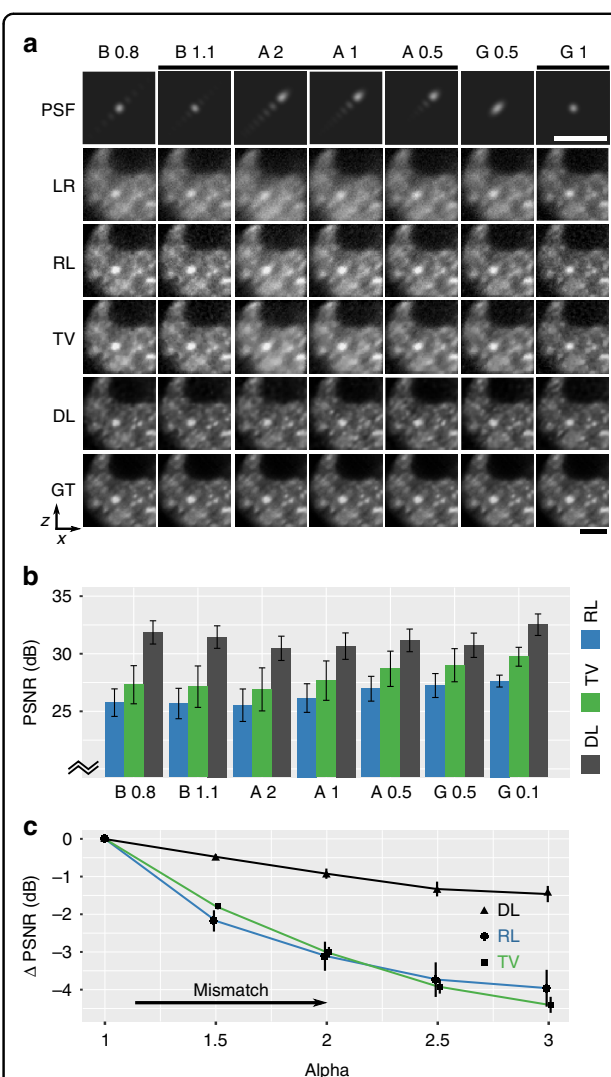 a
B 0.8 B 1.1 A 2 A 1 A 0.5 G 0.5 G 1
PSF
LR
RL
TV
DL
GT
z
x
b
PSNR (dB)
35
30
25
B 0.8 B 1.1 A 2 A 1 A 0.5 G 0.5 G 0.1
RL
TV
DL
c
Δ PSNR (dB)
0
−1
−2
−3
−4
DL
RL
TV
Mismatch
1 1.5 2 2.5 3
Alpha